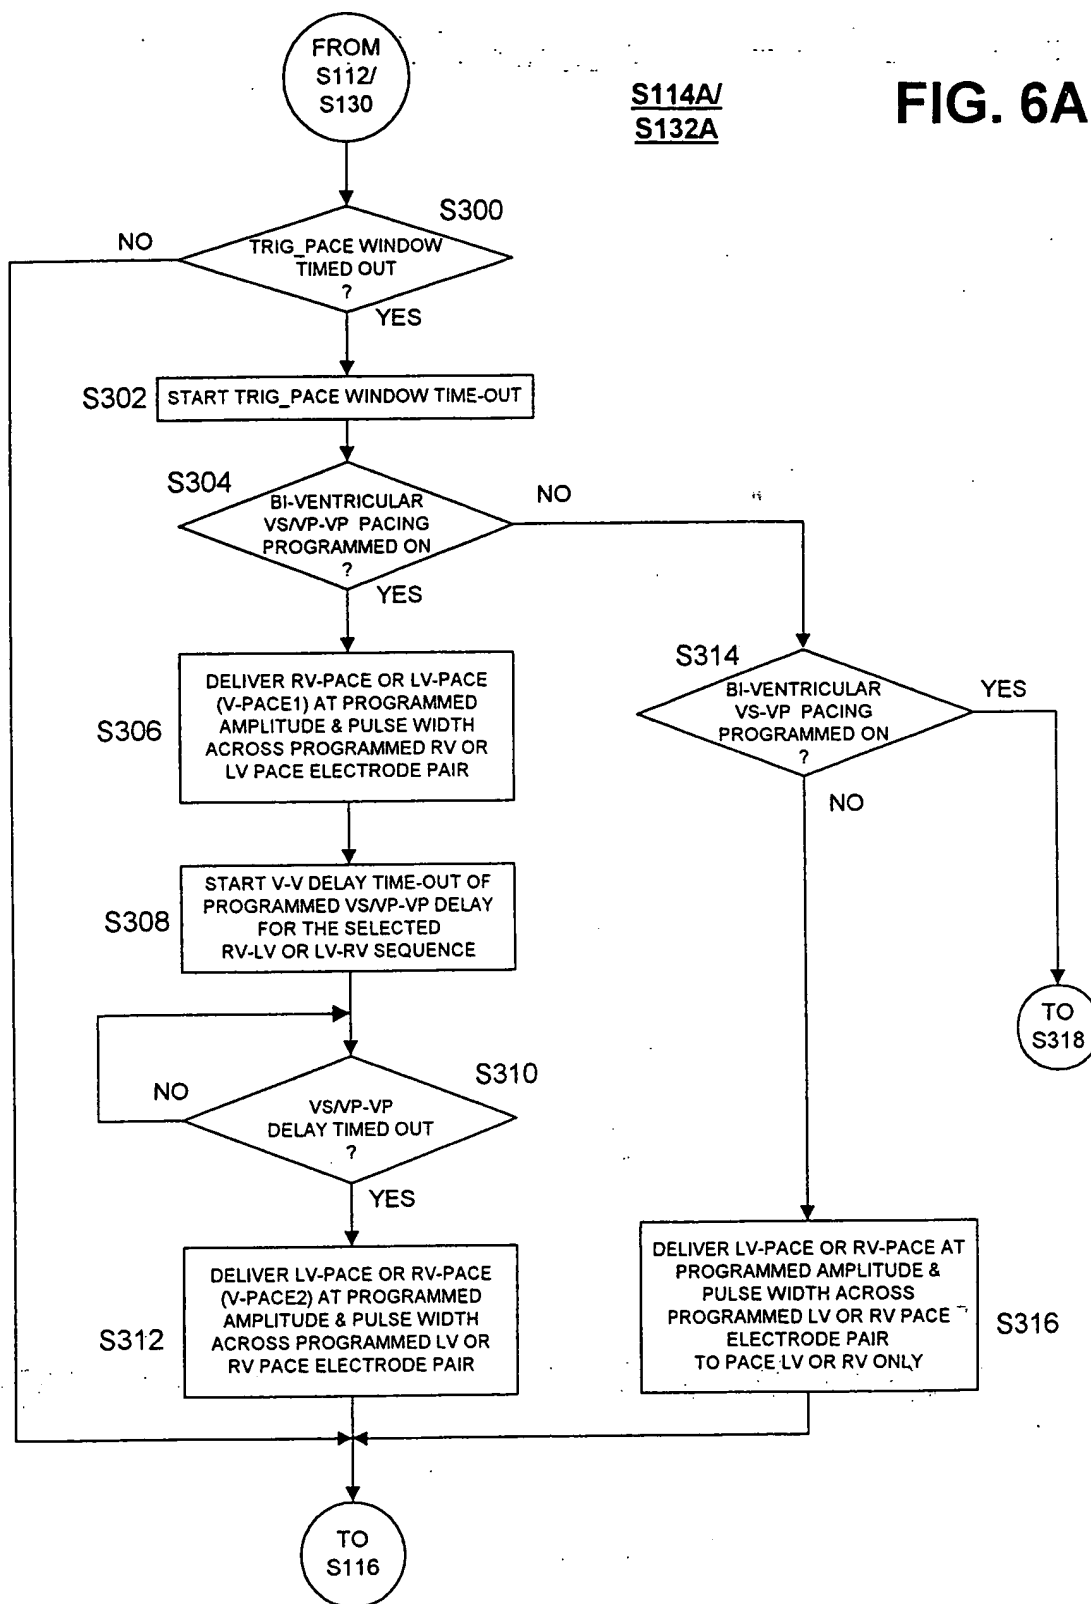 FROM
S112/
S130
S114A/
S132A
FIG. 6A
S300
NO
TRIG_PACE WINDOW
TIMED OUT
?
YES
S302
START TRIG_PACE WINDOW TIME-OUT
S304
BI-VENTRICULAR
VS/VP-VP PACING
PROGRAMMED ON
?
NO
YES
S306
DELIVER RV-PACE OR LV-PACE
(V-PACE1) AT PROGRAMMED
AMPLITUDE & PULSE WIDTH
ACROSS PROGRAMMED RV OR
LV PACE ELECTRODE PAIR
S314
BI-VENTRICULAR
VS-VP PACING
PROGRAMMED ON
?
YES
NO
S308
START V-V DELAY TIME-OUT OF
PROGRAMMED VS/VP-VP DELAY
FOR THE SELECTED
RV-LV OR LV-RV SEQUENCE
TO
S318
S310
NO
VS/VP-VP
DELAY TIMED OUT
?
YES
S312
DELIVER LV-PACE OR RV-PACE
(V-PACE2) AT PROGRAMMED
AMPLITUDE & PULSE WIDTH
ACROSS PROGRAMMED LV OR
RV PACE ELECTRODE PAIR
DELIVER LV-PACE OR RV-PACE AT
PROGRAMMED AMPLITUDE &
PULSE WIDTH ACROSS
PROGRAMMED LV OR RV PACE
ELECTRODE PAIR
TO PACE LV OR RV ONLY
S316
TO
S116